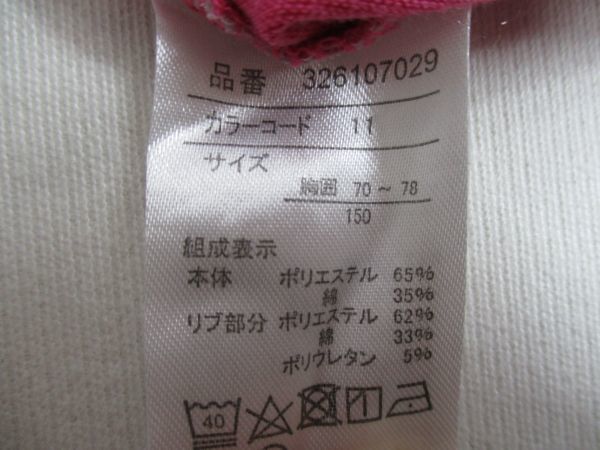 品番 326107029
カラーコード 11
サイズ
胸囲 70～78
150
組成表示
本体 ポリエステル 65%
綿 35%
リブ部分 ポリエステル 62%
綿 33%
ポリウレタン 5%
40